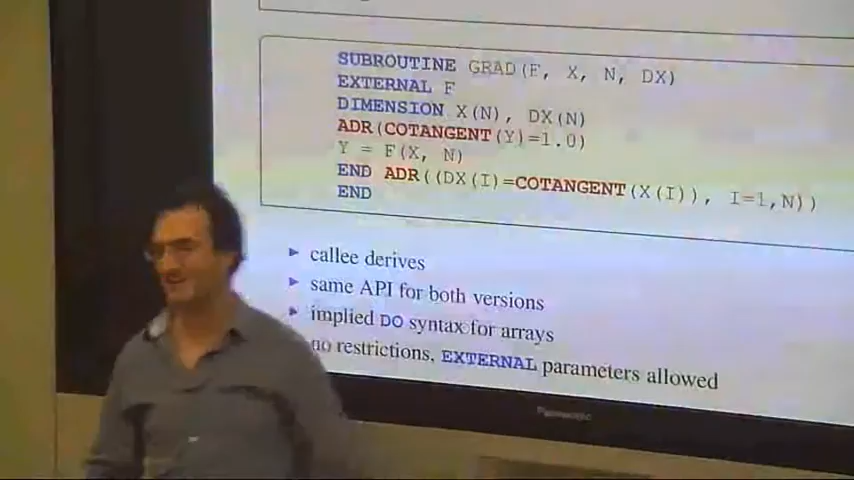 SUBROUTINE GRAD(F, X, N, DX)
EXTERNAL F
DIMENSION X(N), DX(N)
ADR(COTANGENT(Y)=1.0)
Y = F(X, N)
END ADR((DX(I)=COTANGENT(X(I)), I=1,N))
END
callee derives
same API for both versions
implied DO syntax for arrays
no restrictions, EXTERNAL parameters allowed
Panasonic